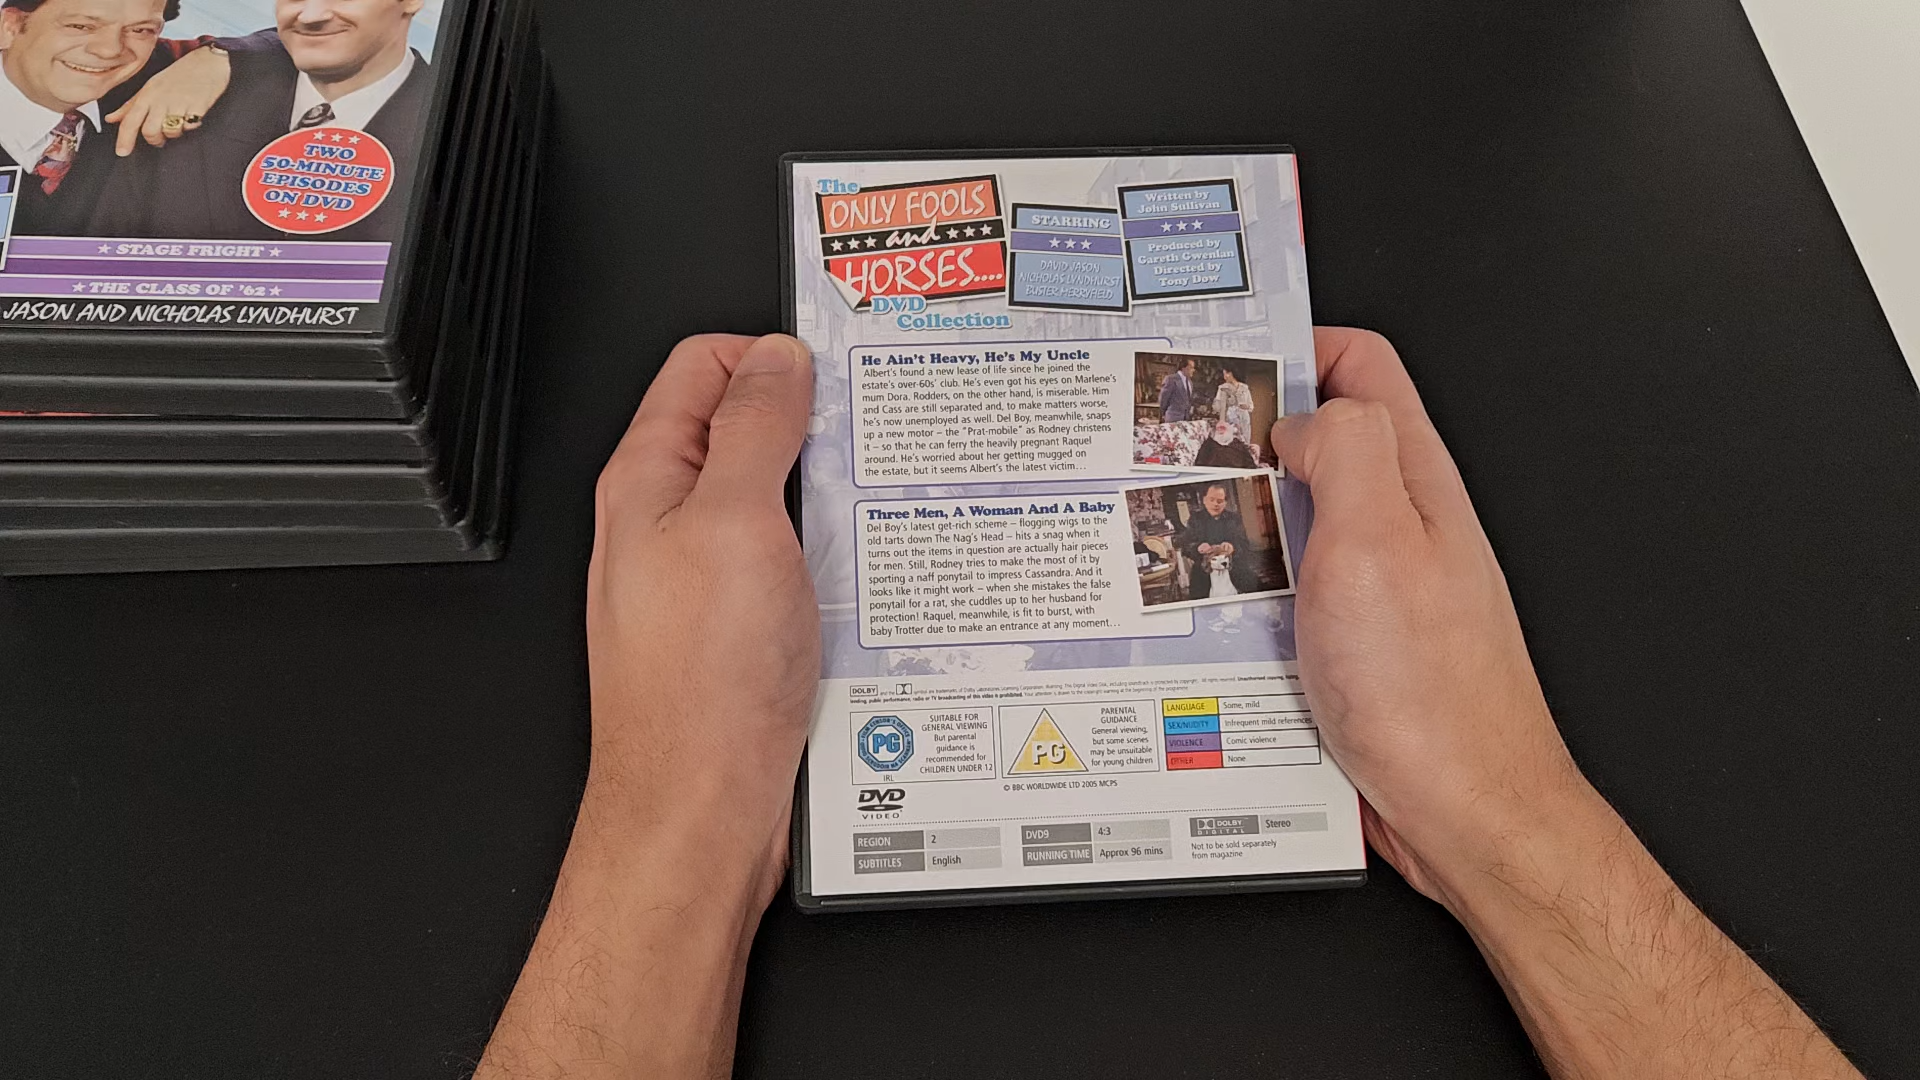 TWO
50-MINUTE
EPISODES
ON DVD
STAGE FRIGHT
THE CLASS OF '62
JASON AND NICHOLAS LYNDHURST
The
ONLY FOOLS
and
HORSES....
DVD
Collection
STARRING
DAVID JASON
NICHOLAS LYNDHURST
BUSTER MERRYFIELD
Written by
John Sullivan
Produced by
Gareth Gwenlan
Directed by
Tony Dow
He Ain't Heavy, He's My Uncle
Albert's found a new lease of life since he joined the
estate's over-60s' club. He's even got his eyes on Marlene's
mum Dora. Rodders, on the other hand, is miserable. Him
and Cass are still separated and, to make matters worse,
he's now unemployed as well. Del Boy, meanwhile, snaps
up a new motor – the "Prat-mobile" as Rodney christens
it – so that he can ferry the heavily pregnant Raquel
around. He's worried about her getting mugged on
the estate, but it seems Albert's the latest victim...
Three Men, A Woman And A Baby
Del Boy's latest get-rich scheme – flogging wigs to the
old tarts down The Nag's Head – hits a snag when it
turns out the items in question are actually hair pieces
for men. Still, Rodney tries to make the most of it by
sporting a naff ponytail to impress Cassandra. And it
looks like it might work – when she mistakes the false
ponytail for a rat, she cuddles up to her husband for
protection! Raquel, meanwhile, is fit to burst, with
baby Trotter due to make an entrance at any moment...
DOLBY and the symbol are trademarks of Dolby Laboratories Licensing Corporation.
PG
IRL
SUITABLE FOR
GENERAL VIEWING
But parental
guidance is
recommended for
CHILDREN UNDER 12
PG
PARENTAL
GUIDANCE
General viewing,
but some scenes
may be unsuitable
for young children
LANGUAGE Some, mild
SEX/NUDITY Infrequent mild references
VIOLENCE Comic violence
OTHER None
© BBC WORLDWIDE LTD 2005 MCPS
DVD
VIDEO
REGION 2
SUBTITLES English
DVD9 4:3
RUNNING TIME Approx 96 mins
DOLBY
DIGITAL
Stereo
Not to be sold separately
from magazine